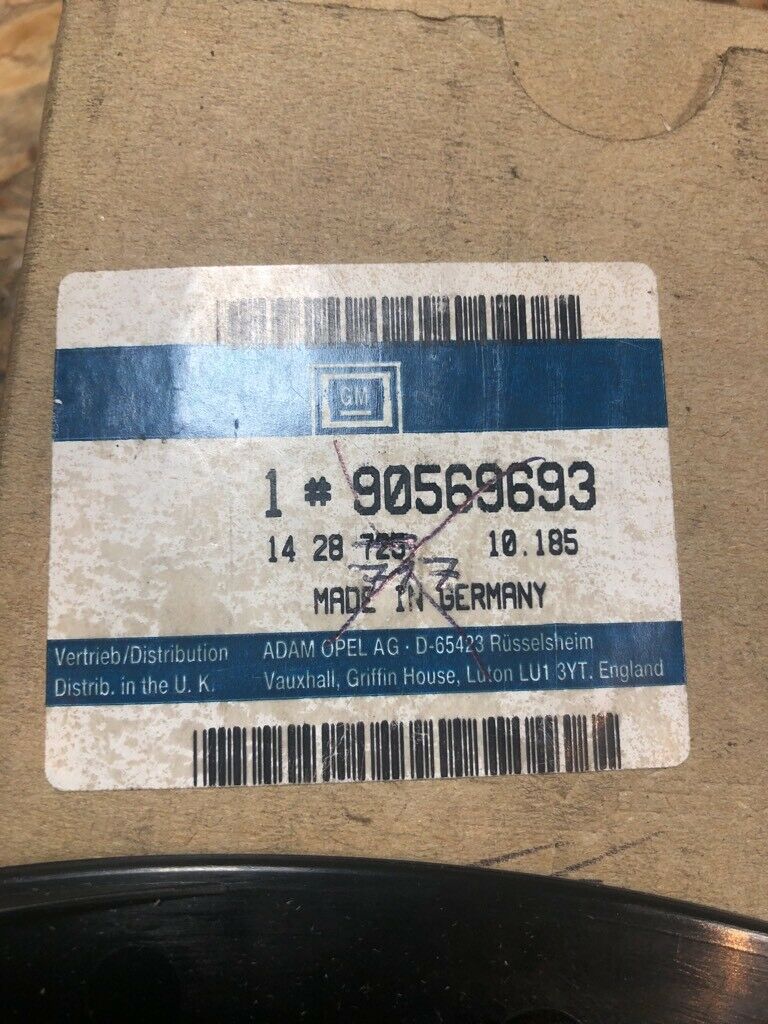 GM
1 # 90569693
14 28 725 10.185
717
MADE IN GERMANY
Vertrieb/Distribution ADAM OPEL AG · D-65423 Rüsselsheim
Distrib. in the U. K. Vauxhall, Griffin House, Luton LU1 3YT. England